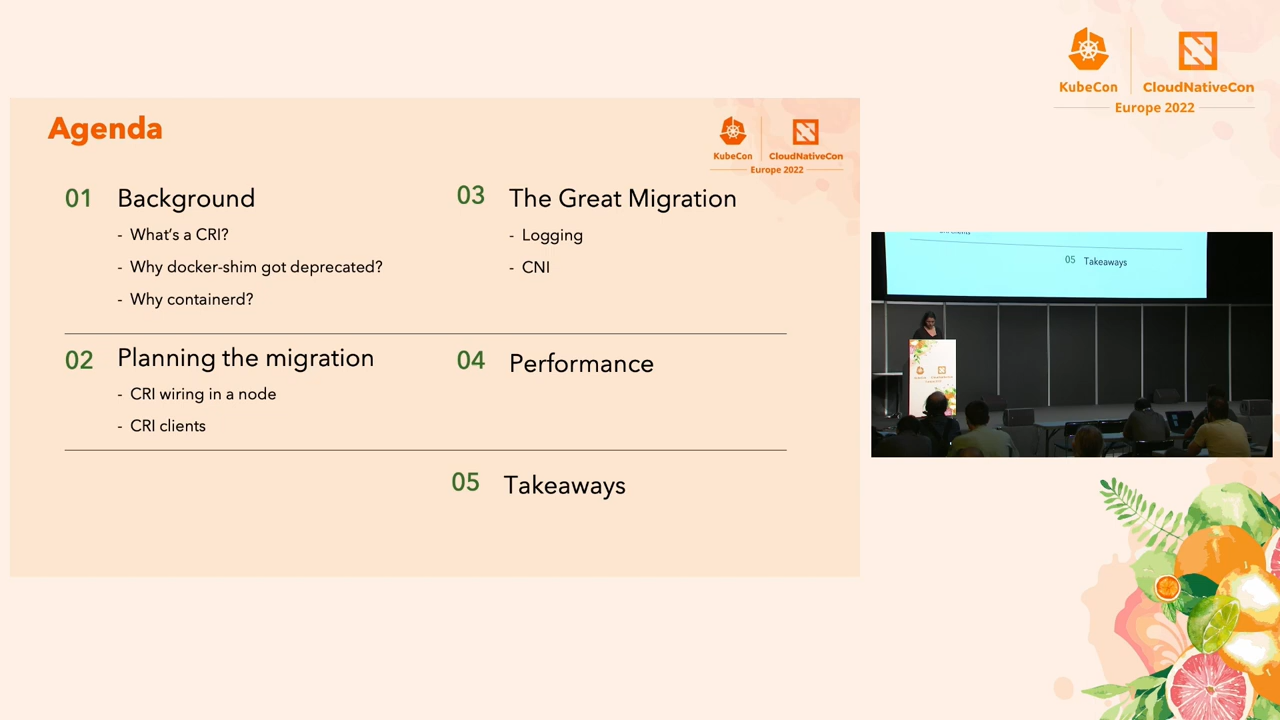 Agenda
KubeCon
CloudNativeCon
Europe 2022
01 Background
- What's a CRI?
- Why docker-shim got deprecated?
- Why containerd?
02 Planning the migration
- CRI wiring in a node
- CRI clients
03 The Great Migration
- Logging
- CNI
04 Performance
05 Takeaways
KubeCon
CloudNativeCon
Europe 2022
05 Takeaways